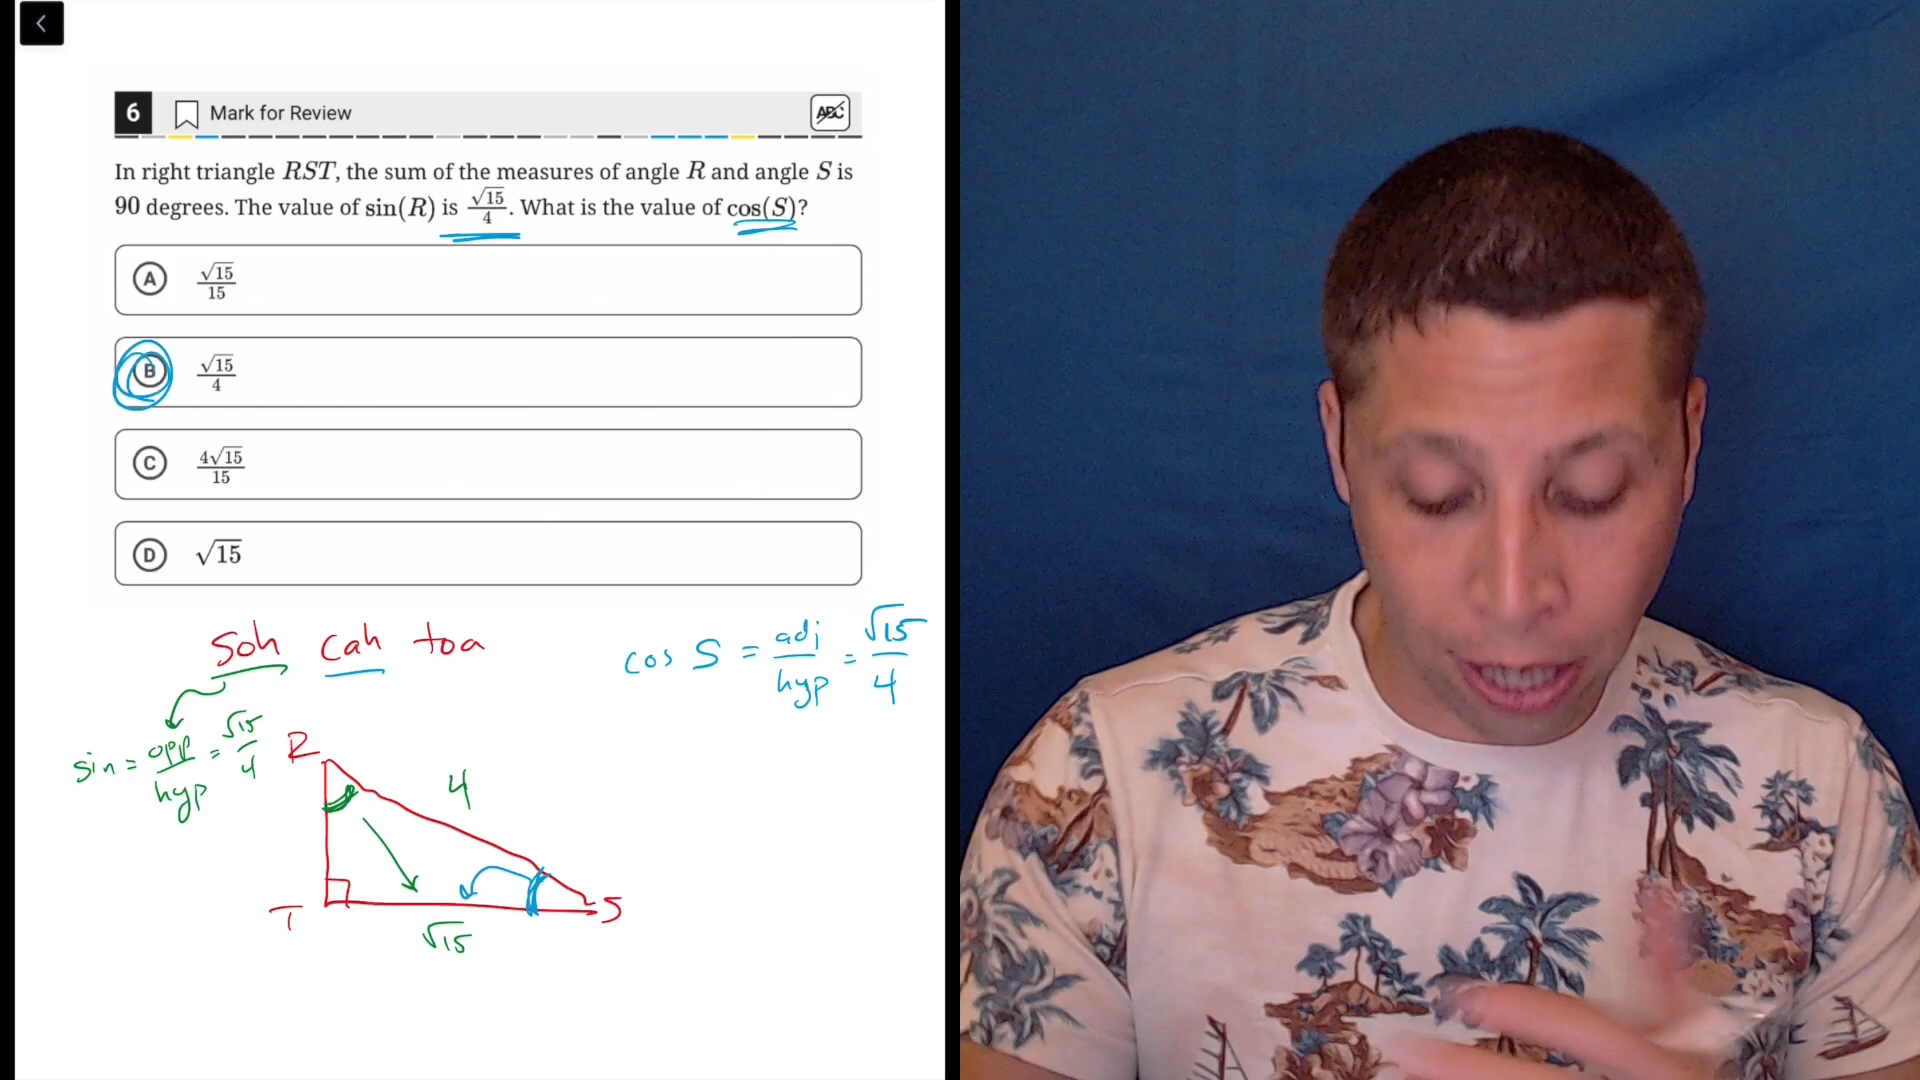 6 Mark for Review ABC
In right triangle RST, the sum of the measures of angle R and angle S is
90 degrees. The value of sin(R) is √15/4. What is the value of cos(S)?
A √15/15
B √15/4
C 4√15/15
D √15
Soh Cah toa
cos S = adj/hyp = √15/4
sin = opp/hyp = √15/4
R
4
T
S
√15